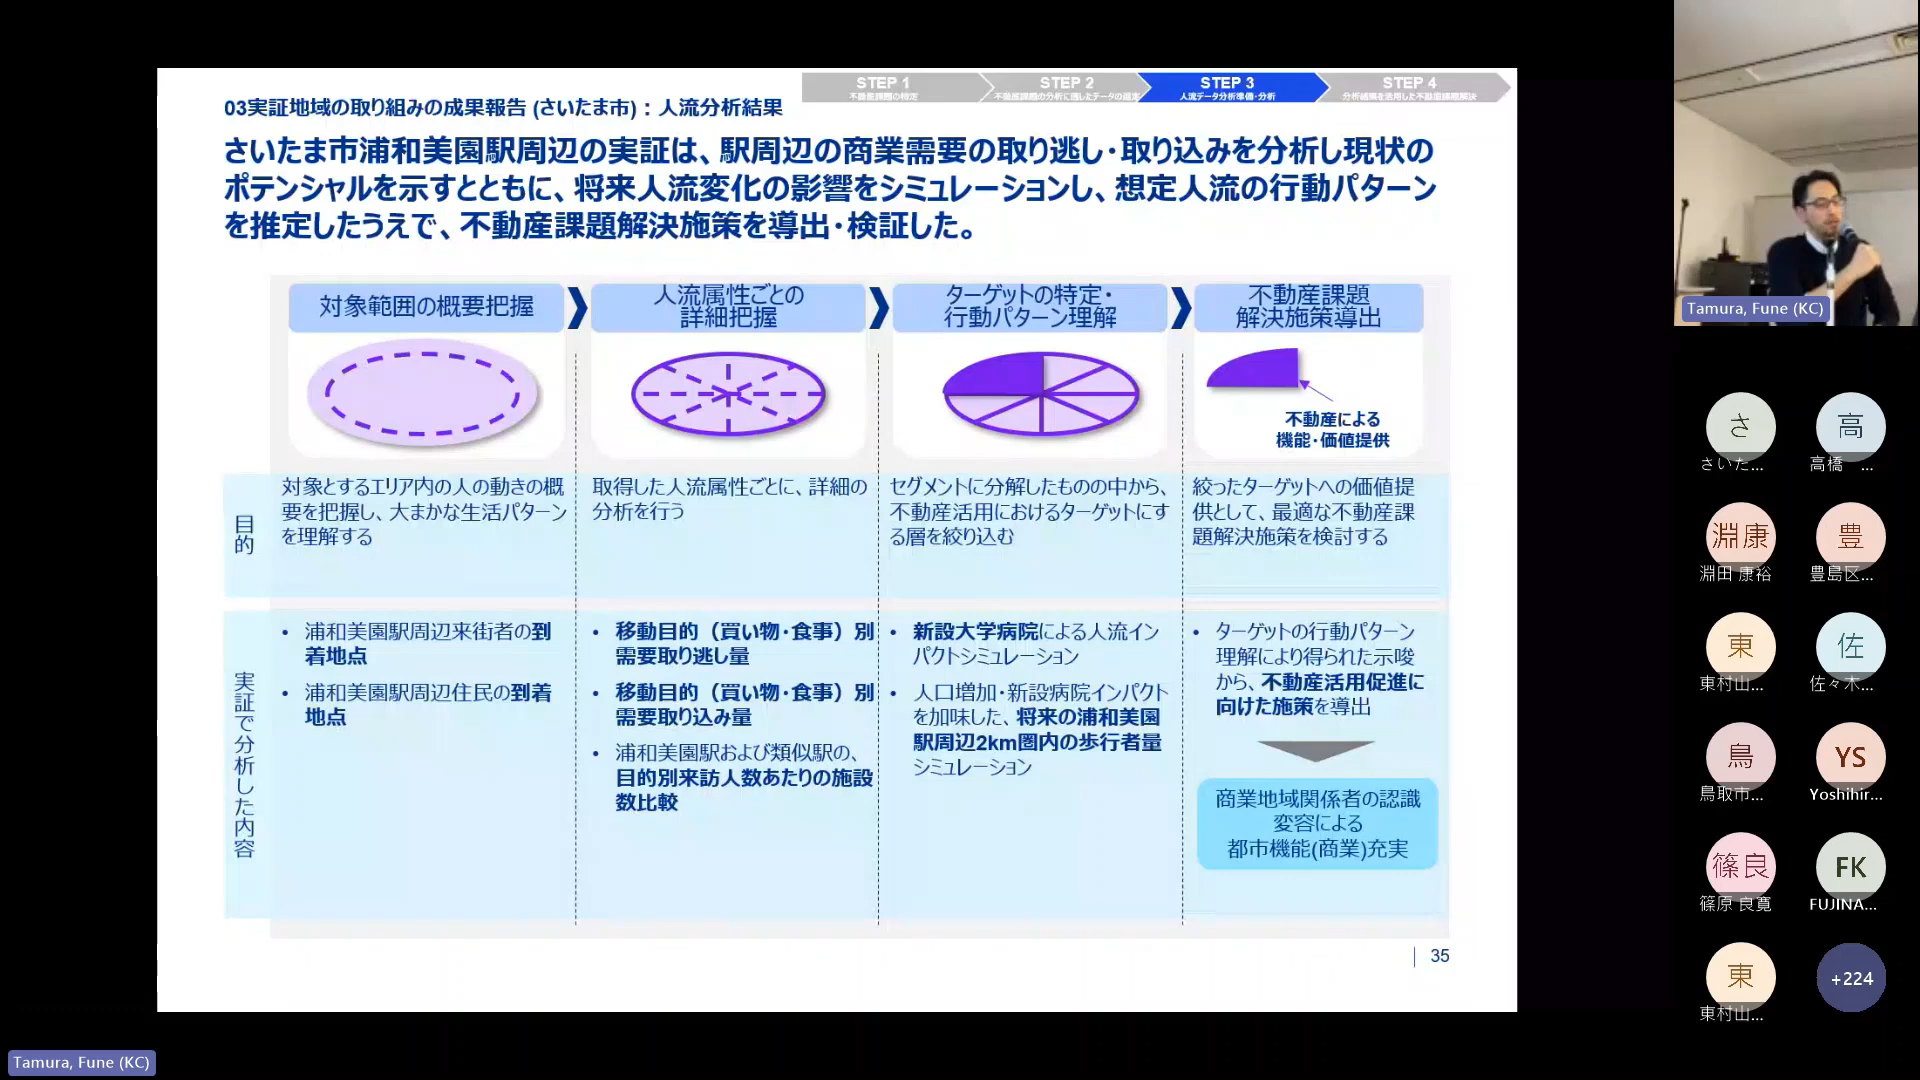 STEP 1
不動産課題の特定
STEP 2
不動産課題の分析に適したデータの選定
STEP 3
人流データ分析準備・分析
STEP 4
分析結果を活用した不動産課題解決
03実証地域の取り組みの成果報告 (さいたま市)：人流分析結果
さいたま市浦和美園駅周辺の実証は、駅周辺の商業需要の取り逃し・取り込みを分析し現状の
ポテンシャルを示すとともに、将来人流変化の影響をシミュレーションし、想定人流の行動パターン
を推定したうえで、不動産課題解決施策を導出・検証した。
対象範囲の概要把握
人流属性ごとの
詳細把握
ターゲットの特定・
行動パターン理解
不動産課題
解決施策導出
不動産による
機能・価値提供
目的
対象とするエリア内の人の動きの概
要を把握し、大まかな生活パターン
を理解する
取得した人流属性ごとに、詳細の
分析を行う
セグメントに分解したものの中から、
不動産活用におけるターゲットにす
る層を絞り込む
絞ったターゲットへの価値提
供として、最適な不動産課
題解決施策を検討する
実証で分析した内容
• 浦和美園駅周辺来街者の到
着地点
• 浦和美園駅周辺住民の到着
地点
• 移動目的（買い物・食事）別
需要取り逃し量
• 移動目的（買い物・食事）別
需要取り込み量
• 浦和美園駅および類似駅の、
目的別来訪人数あたりの施設
数比較
• 新設大学病院による人流イン
パクトシミュレーション
• 人口増加・新設病院インパクト
を加味した、将来の浦和美園
駅周辺2km圏内の歩行者量
シミュレーション
• ターゲットの行動パターン
理解により得られた示唆
から、不動産活用促進に
向けた施策を導出
商業地域関係者の認識
変容による
都市機能(商業)充実
35
Tamura, Fune (KC)
さ
さいた...
高
高橋 ...
淵康
淵田 康裕
豊
豊島区...
東
東村山...
佐
佐々木...
鳥
鳥取市...
YS
Yoshihir...
篠良
篠原 良寛
FK
FUJINA...
東
東村山...
+224
Tamura, Fune (KC)